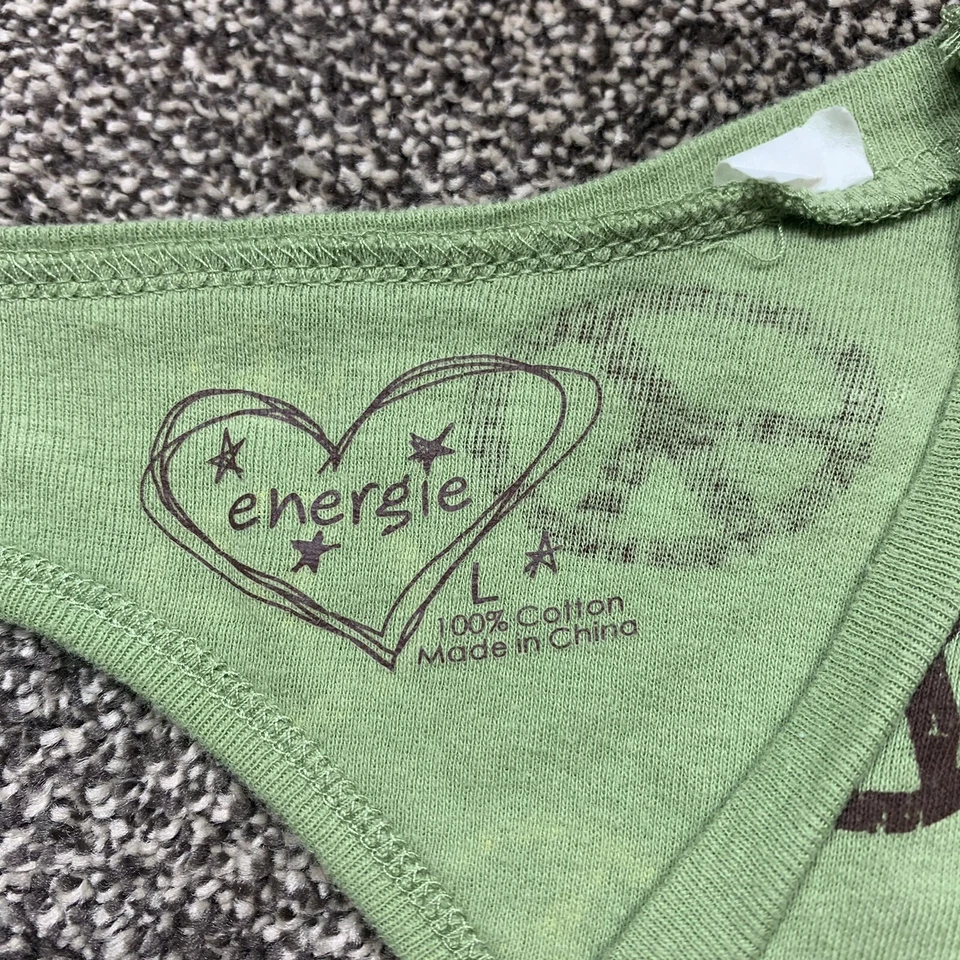 energie
L
100% Cotton
Made in China